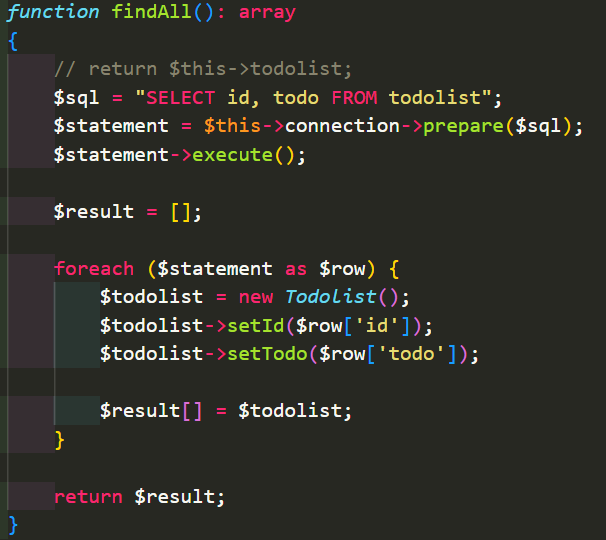 function findAll(): array
{
    // return $this->todolist;
    $sql = "SELECT id, todo FROM todolist";
    $statement = $this->connection->prepare($sql);
    $statement->execute();

    $result = [];

    foreach ($statement as $row) {
        $todolist = new Todolist();
        $todolist->setId($row['id']);
        $todolist->setTodo($row['todo']);

        $result[] = $todolist;
    }

    return $result;
}